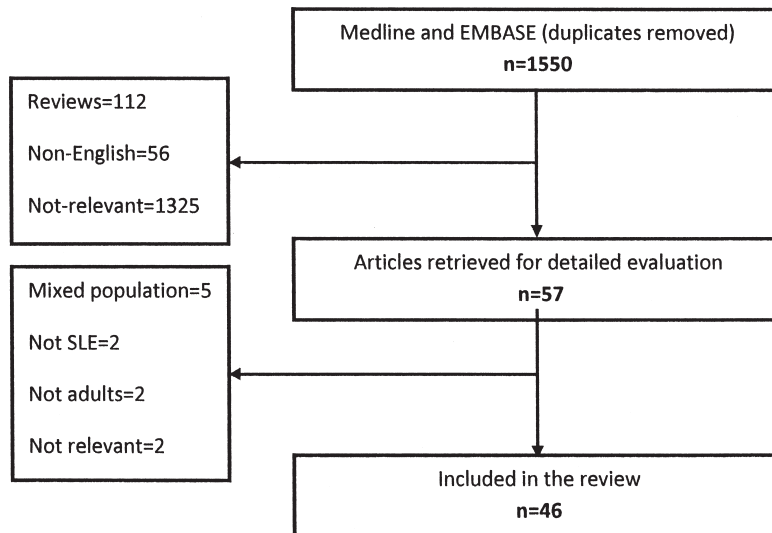 Medline and EMBASE (duplicates removed)
n=1550
Reviews=112
Non-English=56
Not-relevant=1325
Articles retrieved for detailed evaluation
n=57
Mixed population=5
Not SLE=2
Not adults=2
Not relevant=2
Included in the review
n=46